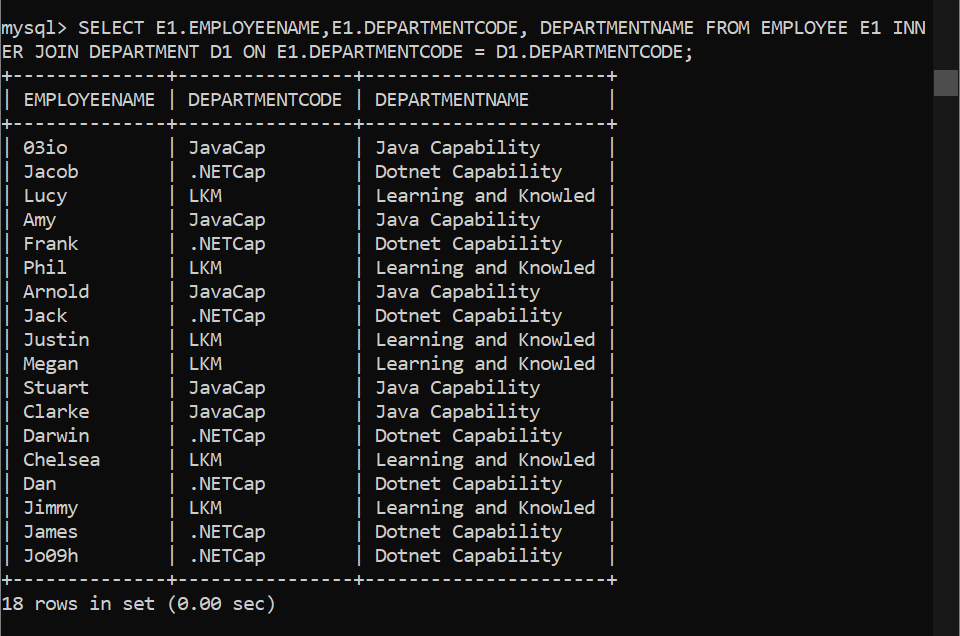 mysql> SELECT E1.EMPLOYEENAME,E1.DEPARTMENTCODE, DEPARTMENTNAME FROM EMPLOYEE E1 INN
ER JOIN DEPARTMENT D1 ON E1.DEPARTMENTCODE = D1.DEPARTMENTCODE;
+--------------+----------------+----------------------+
| EMPLOYEENAME | DEPARTMENTCODE | DEPARTMENTNAME       |
+--------------+----------------+----------------------+
| 03io         | JavaCap        | Java Capability      |
| Jacob        | .NETCap        | Dotnet Capability    |
| Lucy         | LKM            | Learning and Knowled |
| Amy          | JavaCap        | Java Capability      |
| Frank        | .NETCap        | Dotnet Capability    |
| Phil         | LKM            | Learning and Knowled |
| Arnold       | JavaCap        | Java Capability      |
| Jack         | .NETCap        | Dotnet Capability    |
| Justin       | LKM            | Learning and Knowled |
| Megan        | LKM            | Learning and Knowled |
| Stuart       | JavaCap        | Java Capability      |
| Clarke       | JavaCap        | Java Capability      |
| Darwin       | .NETCap        | Dotnet Capability    |
| Chelsea      | LKM            | Learning and Knowled |
| Dan          | .NETCap        | Dotnet Capability    |
| Jimmy        | LKM            | Learning and Knowled |
| James        | .NETCap        | Dotnet Capability    |
| Jo09h        | .NETCap        | Dotnet Capability    |
+--------------+----------------+----------------------+
18 rows in set (0.00 sec)